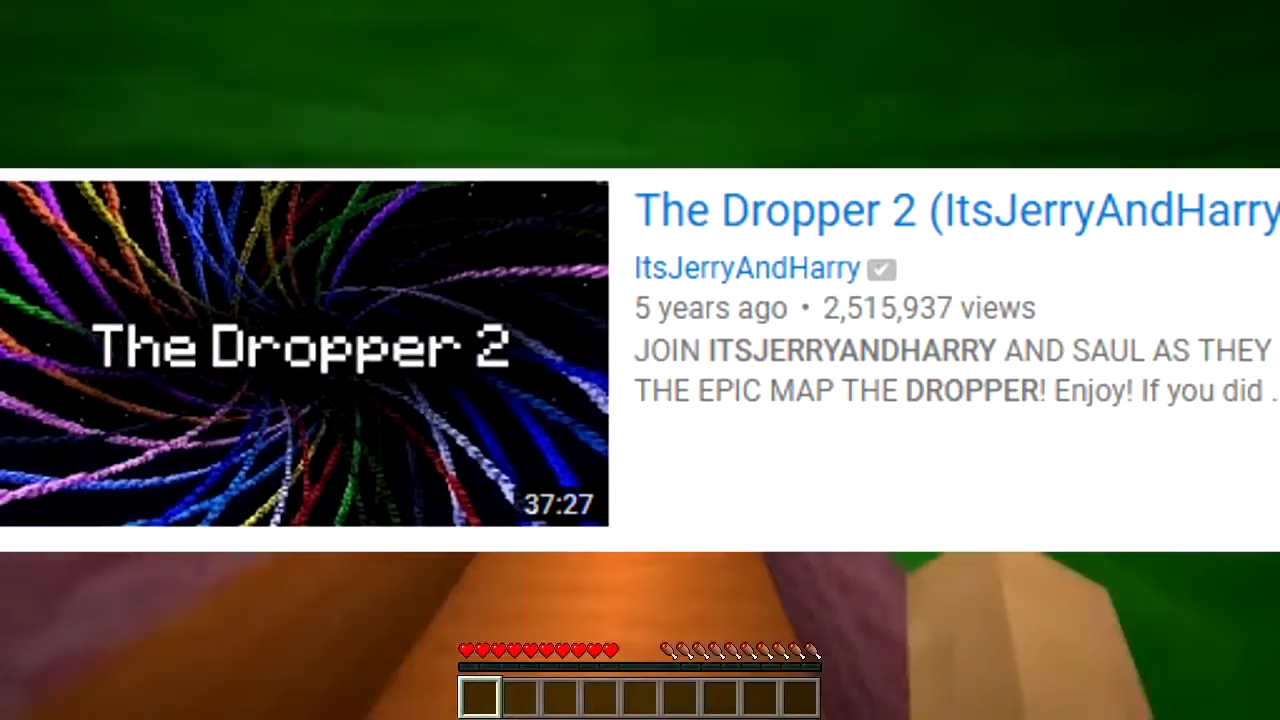 The Dropper 2
37:27
The Dropper 2 (ItsJerryAndHarry
ItsJerryAndHarry
5 years ago • 2,515,937 views
JOIN ITSJERRYANDHARRY AND SAUL AS THEY
THE EPIC MAP THE DROPPER! Enjoy! If you did .